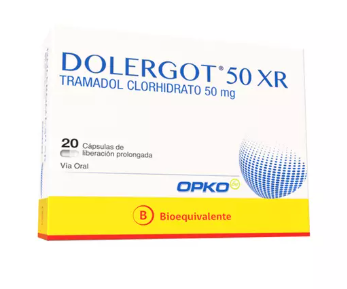 DOLERGOT® 50 XR
TRAMADOL CLORHIDRATO 50 mg
20 Cápsulas de
liberación prolongada
Vía Oral
OPKO
B Bioequivalente